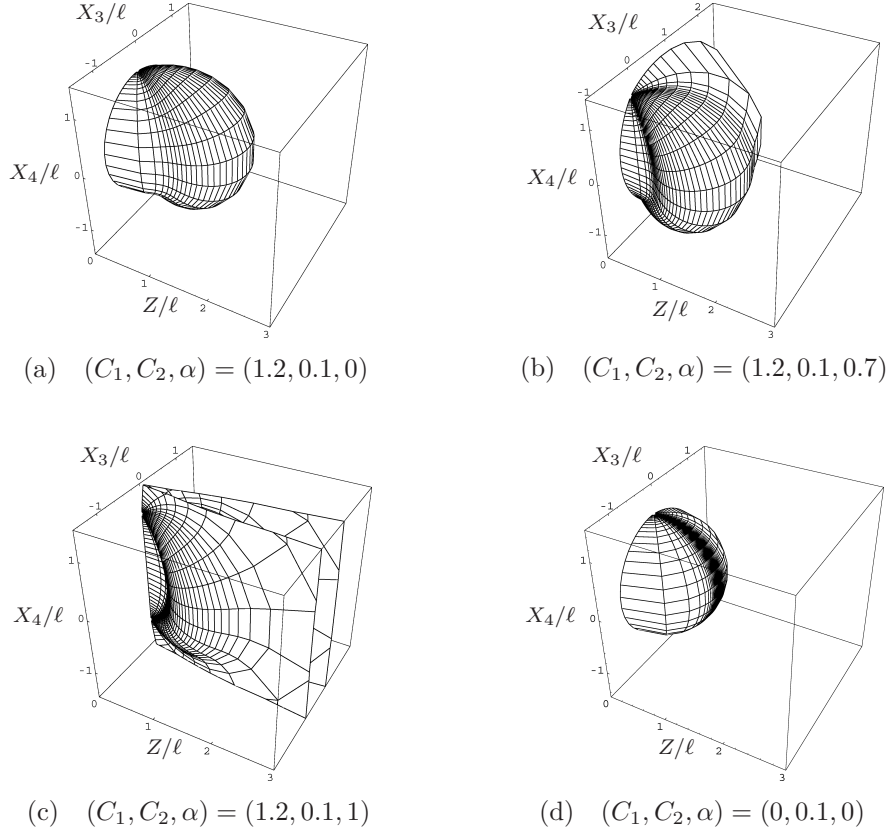 X₃/ℓ
1
0
-1
1
X₄/ℓ 0
-1
0
1
Z/ℓ 2
3
(a) (C₁, C₂, α) = (1.2, 0.1, 0)
2
X₃/ℓ 1
0
-1
1
X₄/ℓ 0
-1
0
1
Z/ℓ 2
3
(b) (C₁, C₂, α) = (1.2, 0.1, 0.7)
X₃/ℓ 1
0
-1
1
X₄/ℓ 0
-1
0
1
Z/ℓ 2
3
(c) (C₁, C₂, α) = (1.2, 0.1, 1)
X₃/ℓ 1
0
-1
1
X₄/ℓ 0
-1
0
1
Z/ℓ 2
3
(d) (C₁, C₂, α) = (0, 0.1, 0)